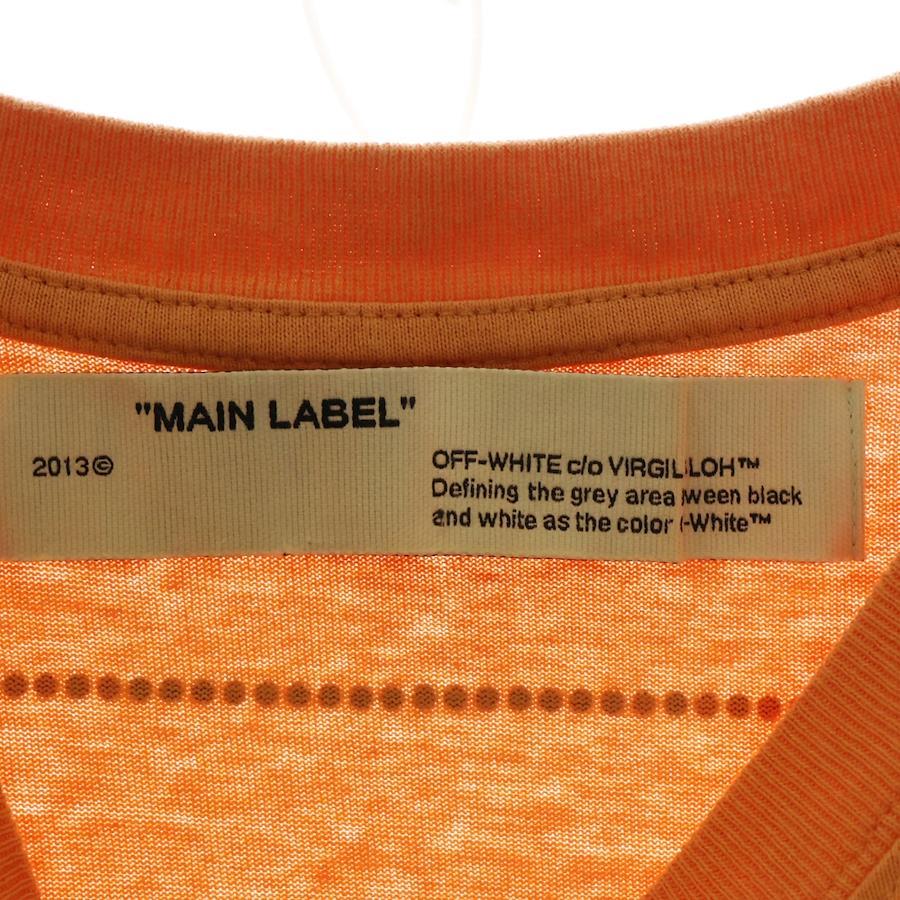 "MAIN LABEL"
2013©
OFF-WHITE c/o VIRGIL LOH™
Defining the grey area ween black
and white as the color -White™